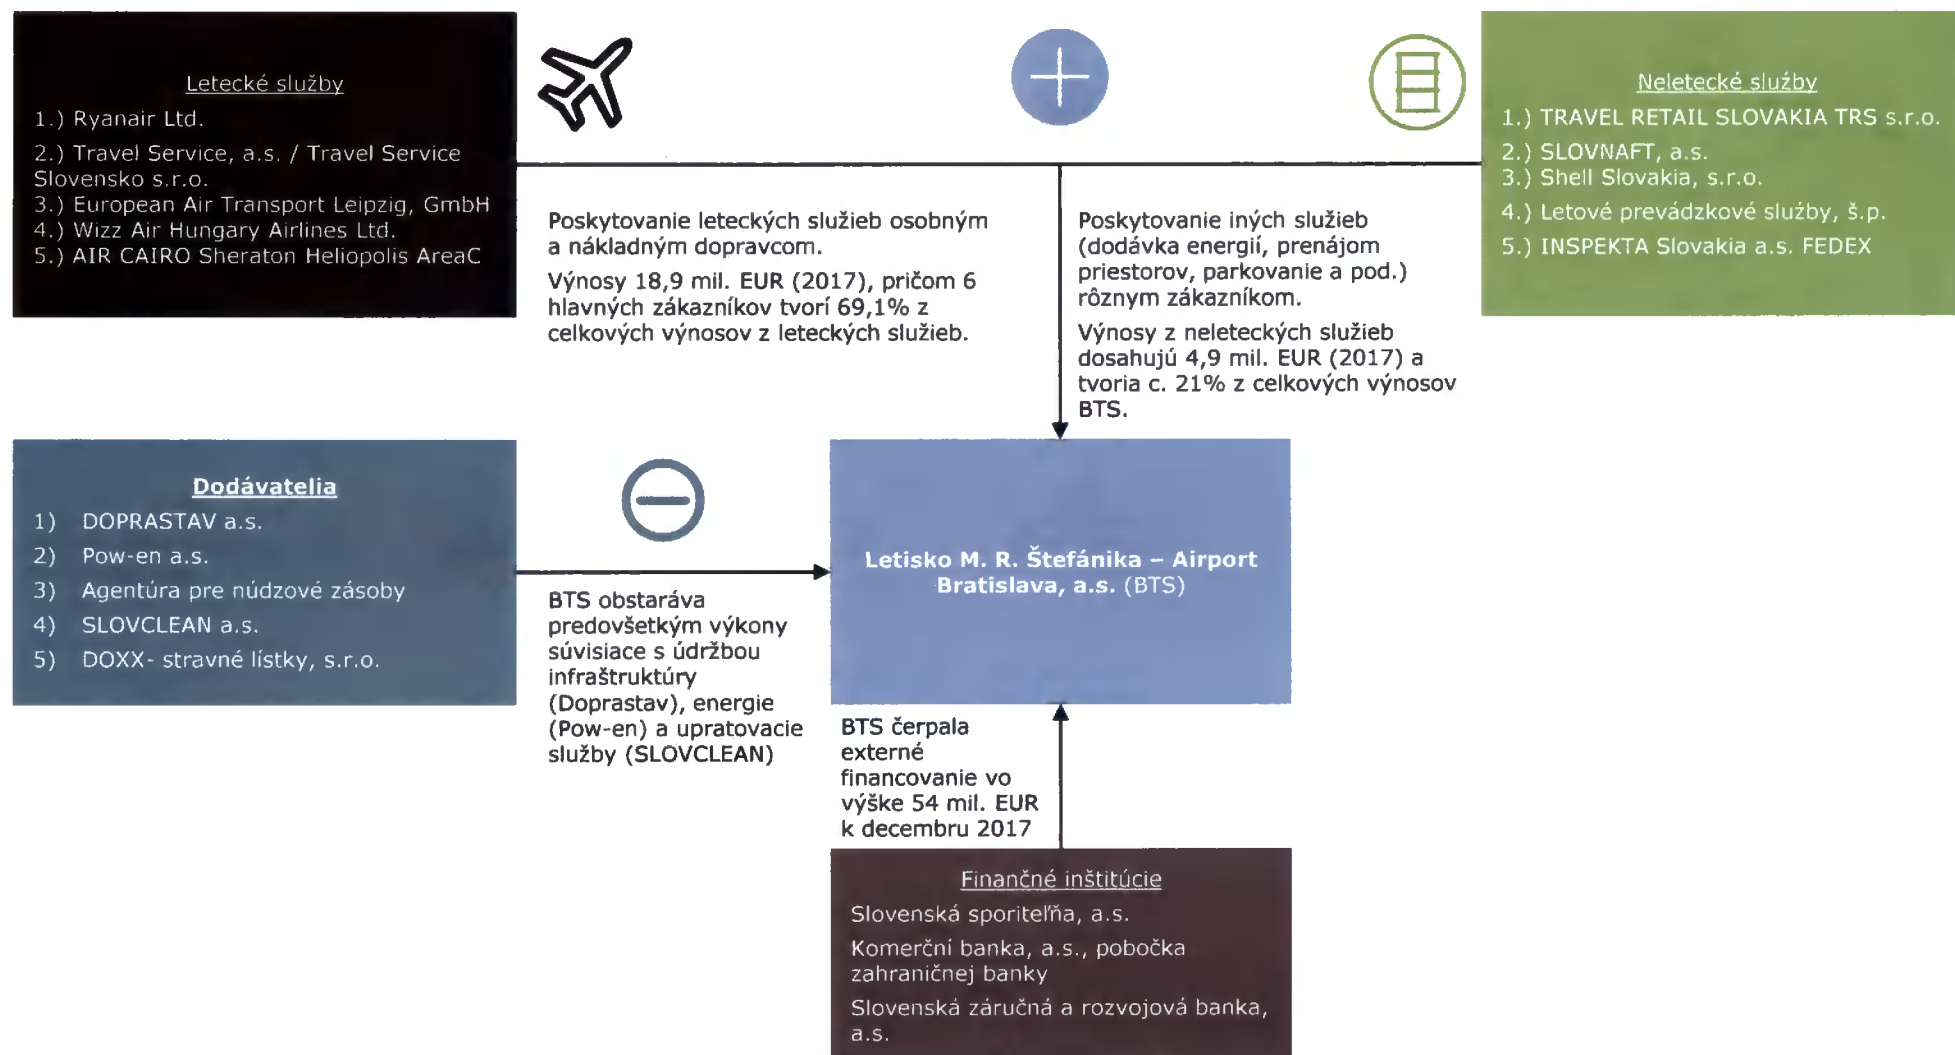 Letecké služby
1.) Ryanair Ltd.
2.) Travel Service, a.s. / Travel Service
Slovensko s.r.o.
3.) European Air Transport Leipzig, GmbH
4.) Wizz Air Hungary Airlines Ltd.
5.) AIR CAIRO Sheraton Heliopolis AreaC
Poskytovanie leteckých služieb osobným
a nákladným dopravcom.
Výnosy 18,9 mil. EUR (2017), pričom 6
hlavných zákazníkov tvorí 69,1% z
celkových výnosov z leteckých služieb.
Poskytovanie iných služieb
(dodávka energií, prenájom
priestorov, parkovanie a pod.)
rôznym zákazníkom.
Výnosy z neleteckých služieb
dosahujú 4,9 mil. EUR (2017) a
tvoria c. 21% z celkových výnosov
BTS.
Neletecké služby
1.) TRAVEL RETAIL SLOVAKIA TRS s.r.o.
2.) SLOVNAFT, a.s.
3.) Shell Slovakia, s.r.o.
4.) Letové prevádzkové služby, š.p.
5.) INSPEKTA Slovakia a.s. FEDEX
Dodávatelia
1) DOPRASTAV a.s.
2) Pow-en a.s.
3) Agentúra pre núdzové zásoby
4) SLOVCLEAN a.s.
5) DOXX- stravné lístky, s.r.o.
BTS obstaráva
predovšetkým výkony
súvisiace s údržbou
infraštruktúry
(Doprastav), energie
(Pow-en) a upratovacie
služby (SLOVCLEAN)
Letisko M. R. Štefánika – Airport
Bratislava, a.s. (BTS)
BTS čerpala
externé
financovanie vo
výške 54 mil. EUR
k decembru 2017
Finančné inštitúcie
Slovenská sporiteľňa, a.s.
Komerční banka, a.s., pobočka
zahraničnej banky
Slovenská záručná a rozvojová banka,
a.s.